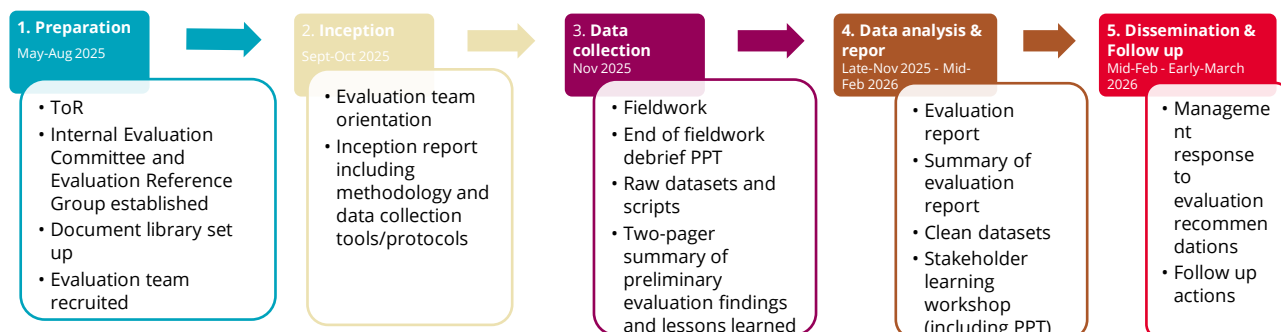 1. Preparation
May-Aug 2025
• ToR
• Internal Evaluation
Committee and
Evaluation Reference
Group established
• Document library set
up
• Evaluation team
recruited
2. Inception
Sept-Oct 2025
• Evaluation team
orientation
• Inception report
including
methodology and
data collection
tools/protocols
3. Data
collection
Nov 2025
• Fieldwork
• End of fieldwork
debrief PPT
• Raw datasets and
scripts
• Two-pager
summary of
preliminary
evaluation findings
and lessons learned
4. Data analysis &
repor
Late-Nov 2025 - Mid-
Feb 2026
• Evaluation
report
• Summary of
evaluation
report
• Clean datasets
• Stakeholder
learning
workshop
(including PPT)
5. Dissemination &
Follow up
Mid-Feb - Early-March
2026
• Manageme
nt
response
to
evaluation
recommen
dations
• Follow up
actions